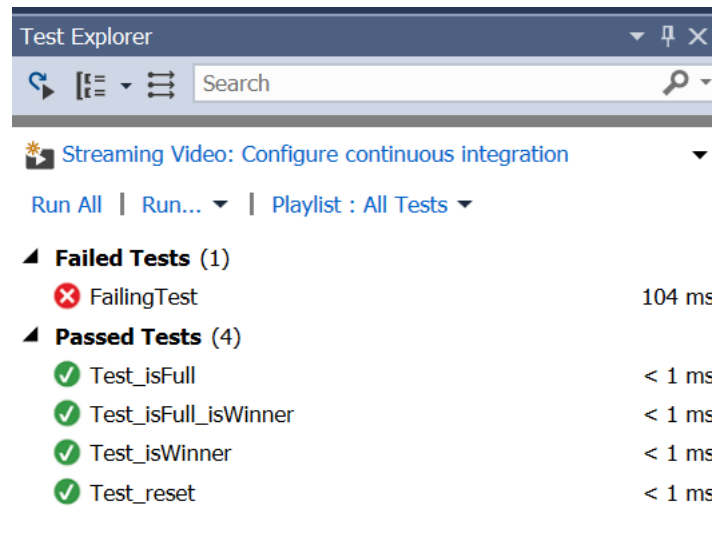 Test Explorer
Search
Streaming Video: Configure continuous integration
Run All | Run... | Playlist : All Tests
Failed Tests (1)
FailingTest 104 ms
Passed Tests (4)
Test_isFull < 1 ms
Test_isFull_isWinner < 1 ms
Test_isWinner < 1 ms
Test_reset < 1 ms